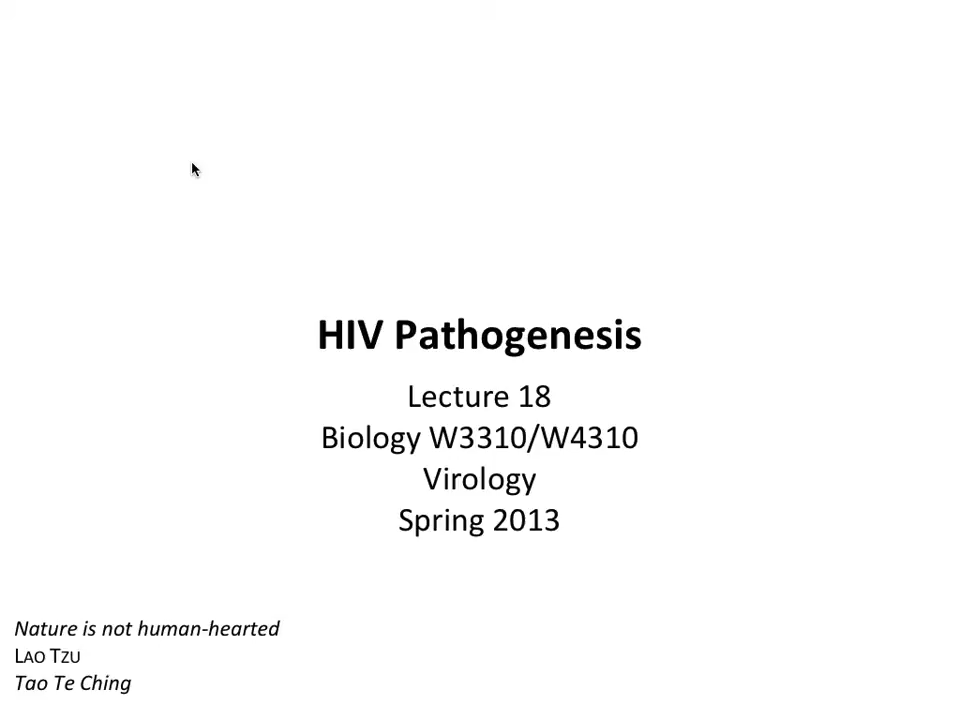 HIV Pathogenesis
Lecture 18
Biology W3310/W4310
Virology
Spring 2013
Nature is not human-hearted
LAO TZU
Tao Te Ching